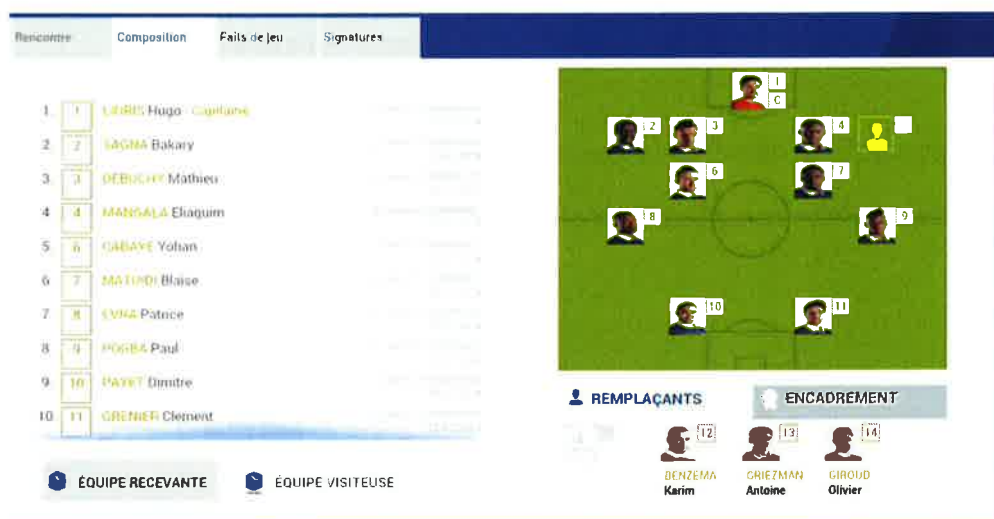 Rencontre Composition Faits de jeu Signatures
1 1 LLORIS Hugo - Capitaine
2 2 SAGNA Bakary
3 3 DEBUCHY Mathieu
4 4 MANGALA Eliaquim
5 6 CABAYE Yohan
6 7 MATUIDI Blaise
7 8 EVRA Patrice
8 9 POGBA Paul
9 10 PAYET Dimitre
10 11 GRENIER Clement
ÉQUIPE RECEVANTE ÉQUIPE VISITEUSE
1
C
2 3 4
6 7
8 9
10 11
REMPLAÇANTS ENCADREMENT
12 13 14
BENZEMA GRIEZMAN GIROUD
Karim Antoine Olivier